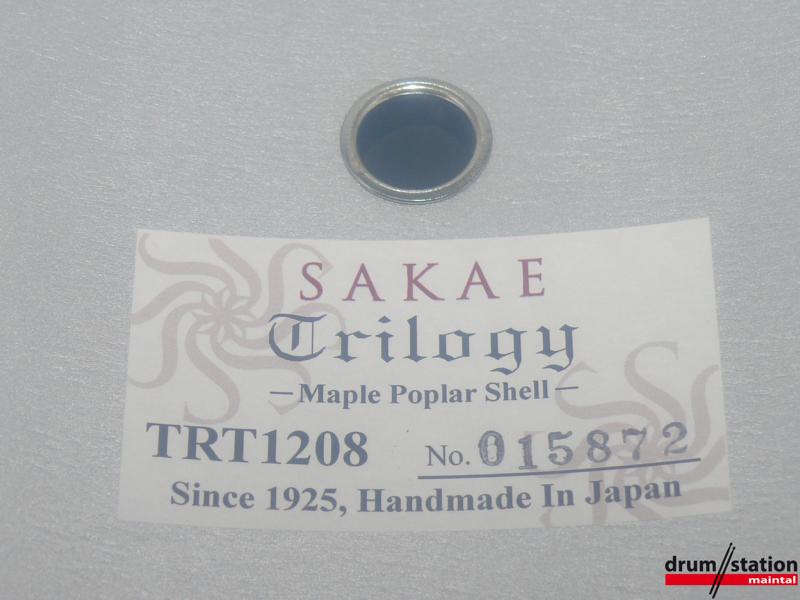 SAKAE
Trilogy
—Maple Poplar Shell—
TRT1208 No. 015872
Since 1925, Handmade In Japan
drum//station
maintal